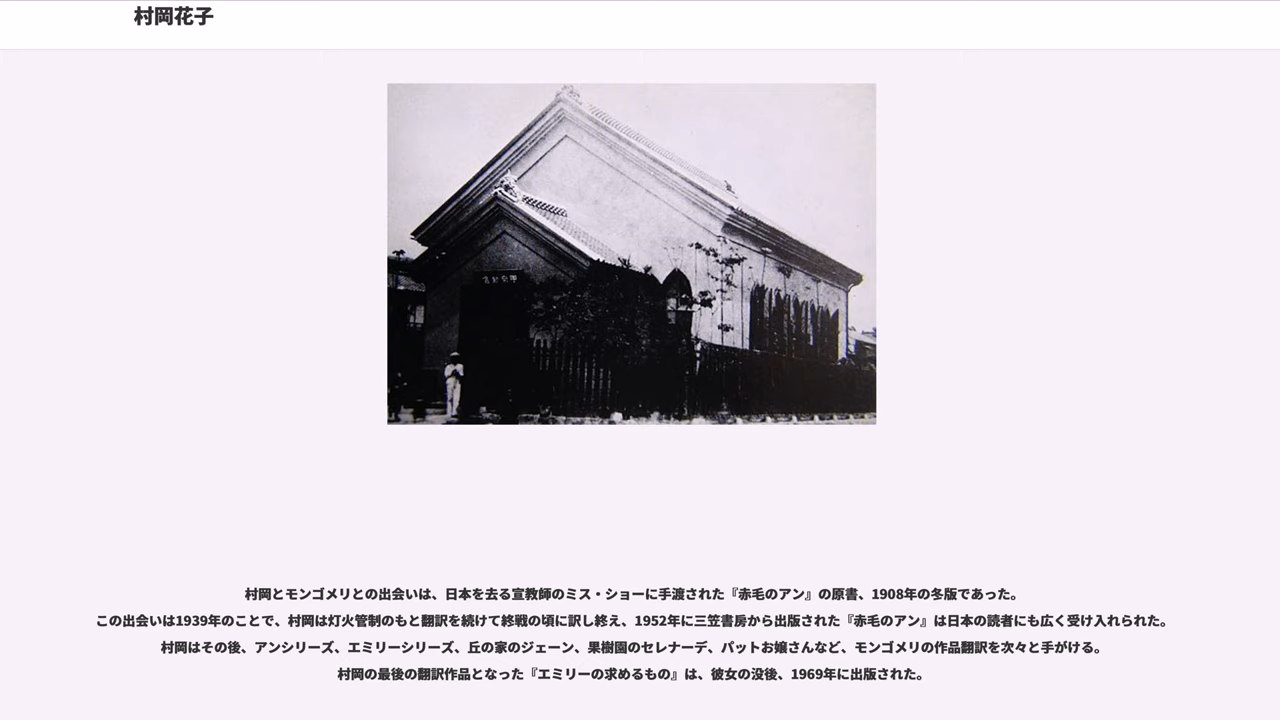 村岡花子
村岡とモンゴメリとの出会いは、日本を去る宣教師のミス・ショーに手渡された『赤毛のアン』の原書、1908年の冬版であった。
この出会いは1939年のことで、村岡は灯火管制のもと翻訳を続けて終戦の頃に訳し終え、1952年に三笠書房から出版された『赤毛のアン』は日本の読者にも広く受け入れられた。
村岡はその後、アンシリーズ、エミリーシリーズ、丘の家のジェーン、果樹園のセレナーデ、パットお嬢さんなど、モンゴメリの作品翻訳を次々と手がける。
村岡の最後の翻訳作品となった『エミリーの求めるもの』は、彼女の没後、1969年に出版された。